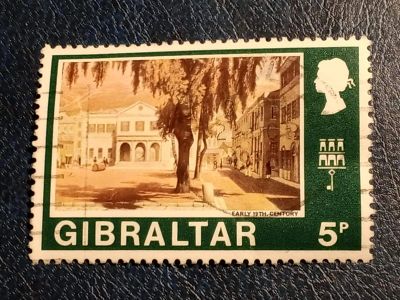 EARLY 19TH. CENTURY
GIBRALTAR 5P